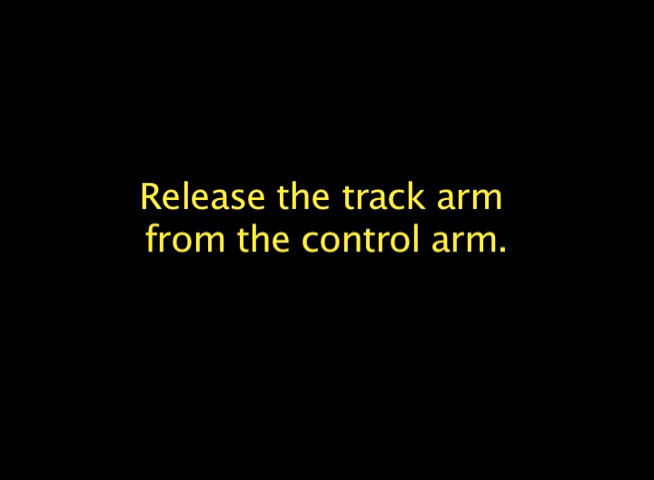 Release the track arm
from the control arm.